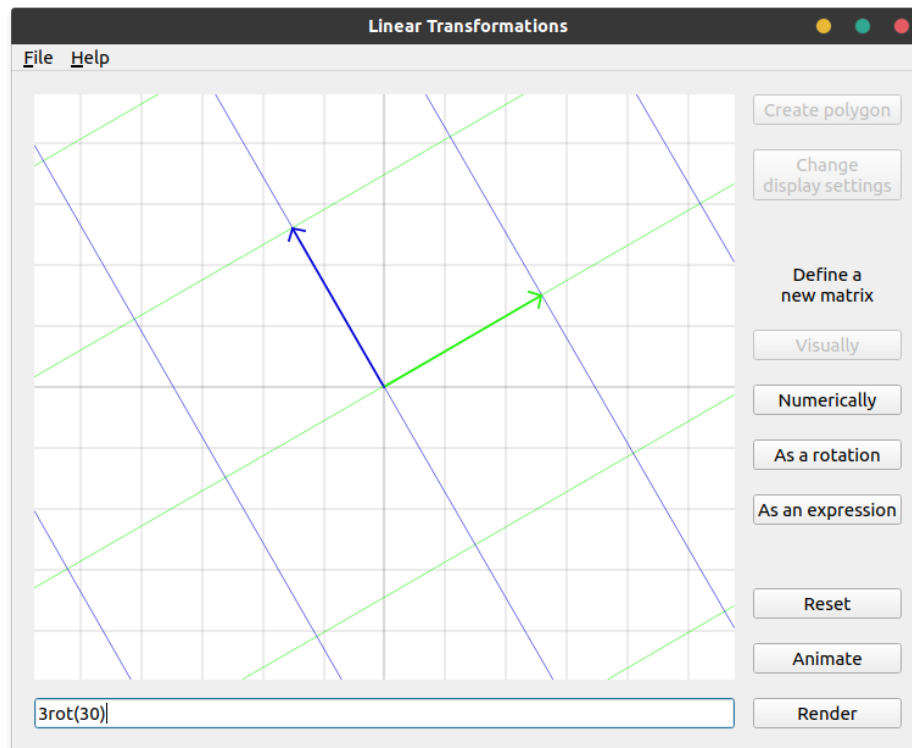 Linear Transformations
File Help
Create polygon
Change
display settings
Define a
new matrix
Visually
Numerically
As a rotation
As an expression
Reset
Animate
3rot(30)
Render